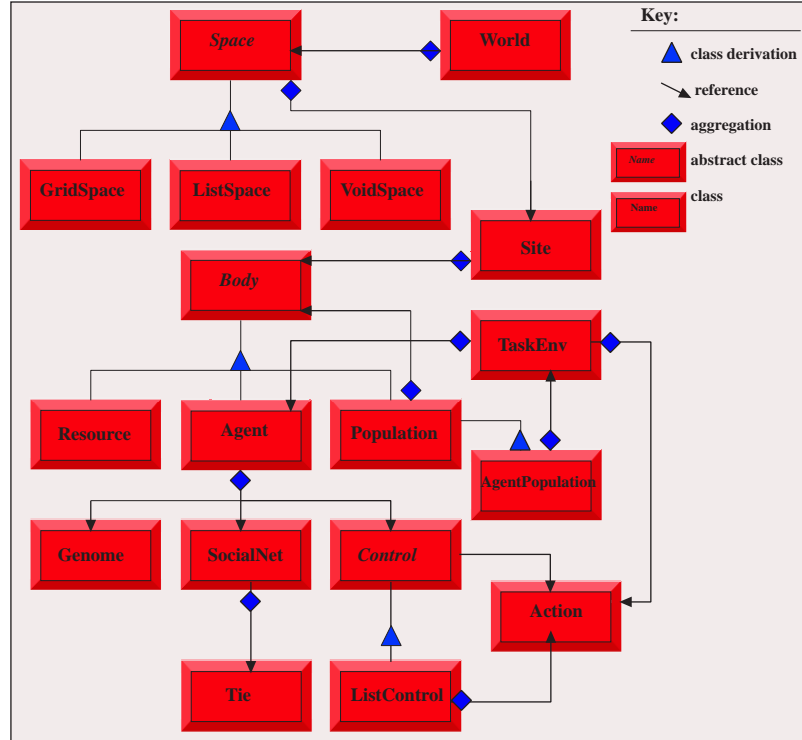 Key:
Space
World
class derivation
reference
aggregation
Name
abstract class
Name
class
GridSpace
ListSpace
VoidSpace
Site
Body
TaskEnv
Resource
Agent
Population
AgentPopulation
Genome
SocialNet
Control
Action
Tie
ListControl